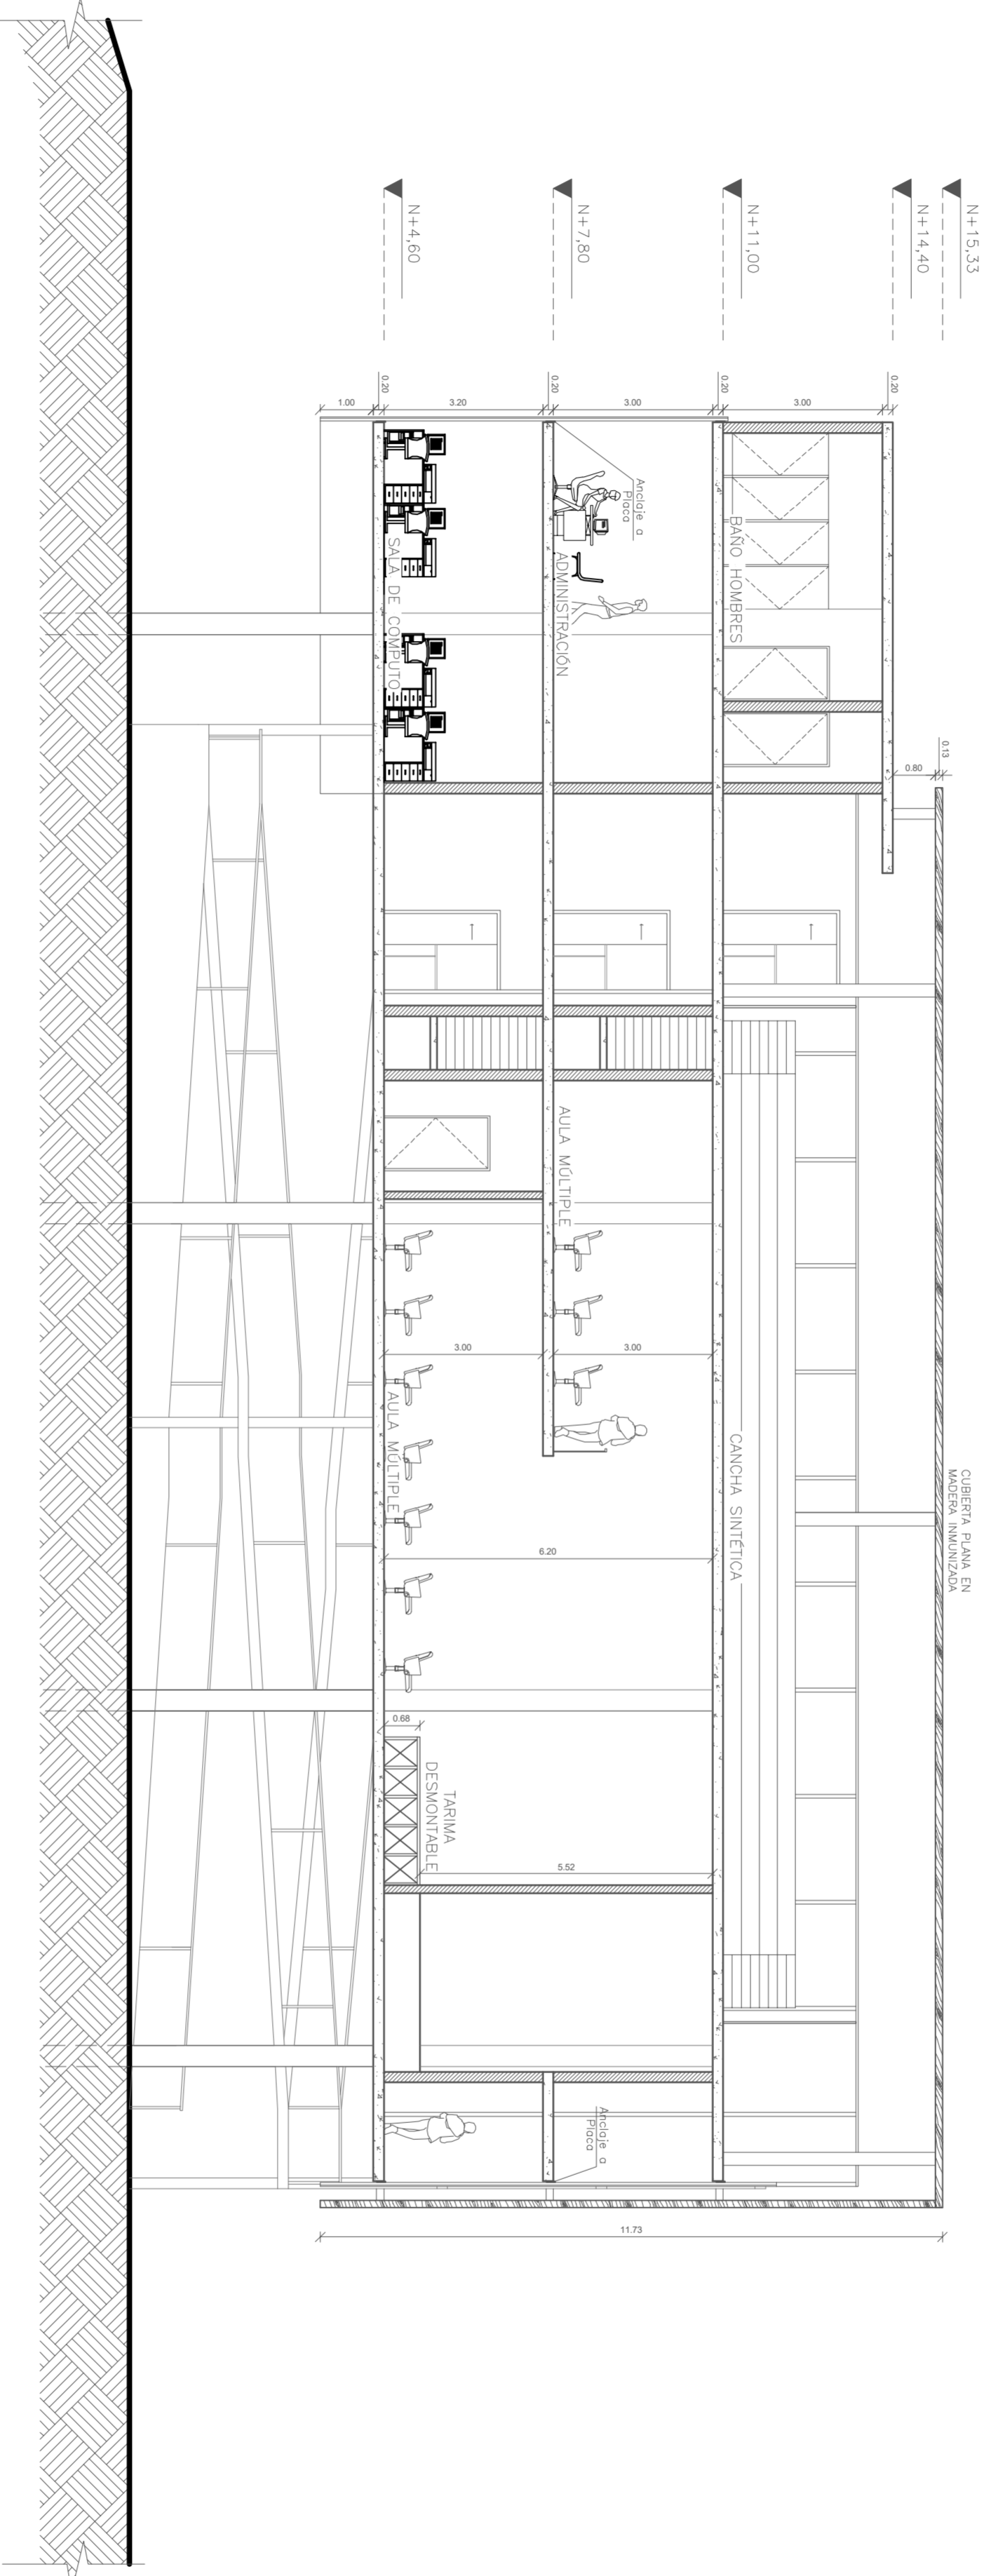 N+15,33
N+14,40
N+11,00
N+7,80
N+4,60
0.20
0.20
0.20
0.20
3.00
3.00
3.20
1.00
0.13
0.80
BAÑO HOMBRES
Anclaje a
Placa
ADMINISTRACIÓN
SALA DE COMPUTO
AULA MÚLTIPLE
CUBIERTA PLANA EN
MADERA INMUNIZADA
CANCHA SINTÉTICA
3.00
3.00
AULA MÚLTIPLE
6.20
0.68
TARIMA
DESMONTABLE
5.52
Anclaje a
Placa
11.73